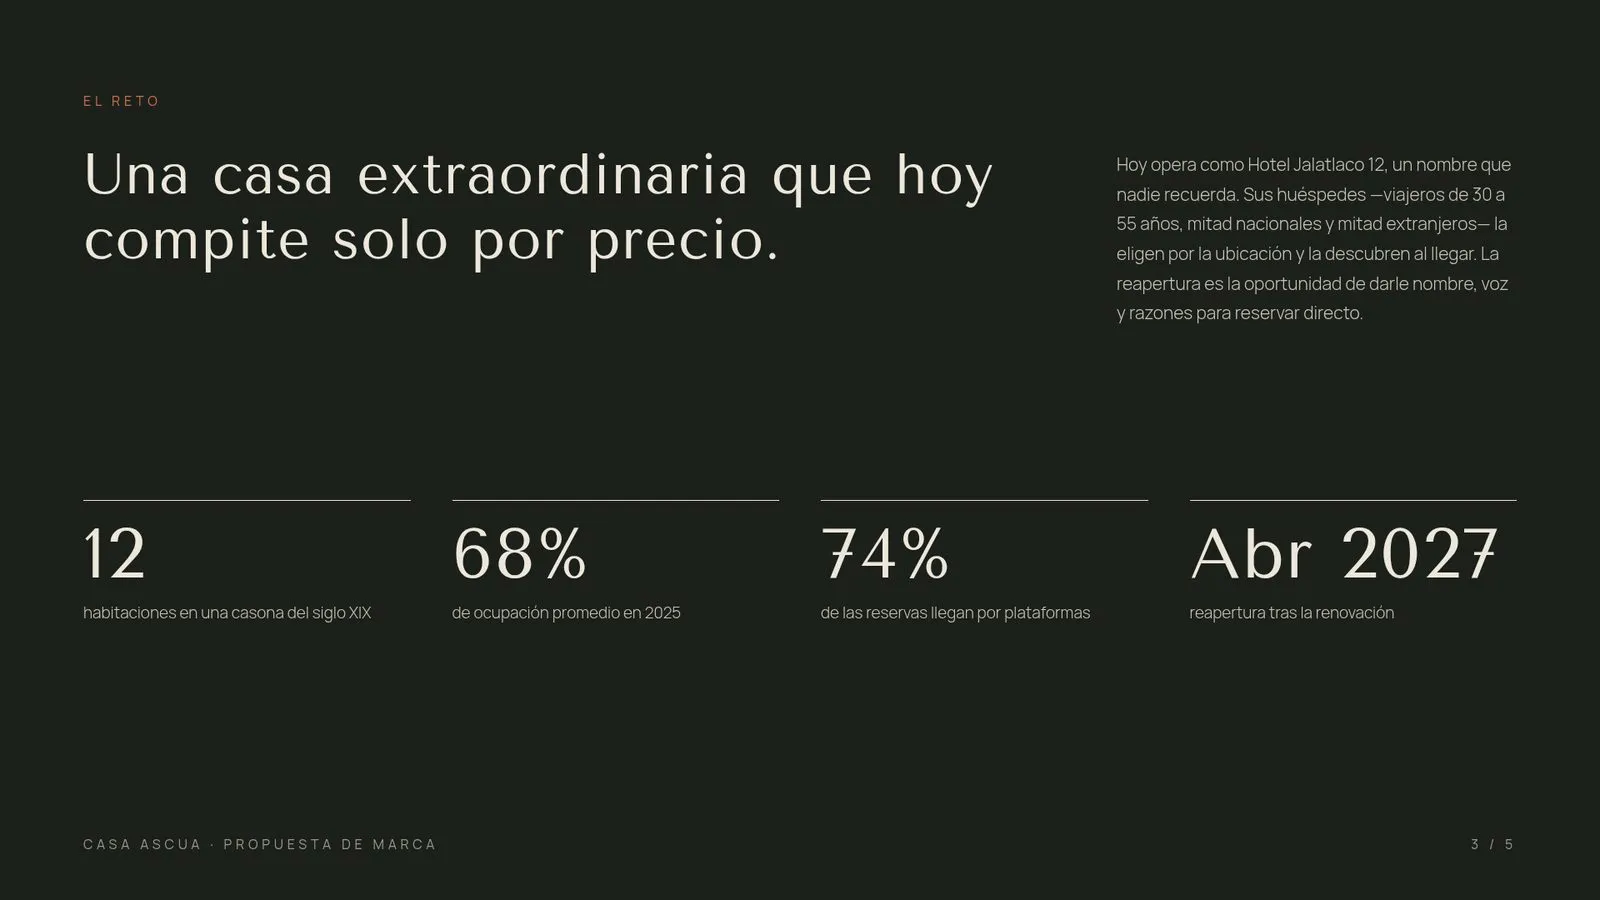 EL RETO
Una casa extraordinaria que hoy
compite solo por precio.
Hoy opera como Hotel Jalatlaco 12, un nombre que
nadie recuerda. Sus huéspedes —viajeros de 30 a
55 años, mitad nacionales y mitad extranjeros— la
eligen por la ubicación y la descubren al llegar. La
reapertura es la oportunidad de darle nombre, voz
y razones para reservar directo.
12
habitaciones en una casona del siglo XIX
68%
de ocupación promedio en 2025
74%
de las reservas llegan por plataformas
Abr 2027
reapertura tras la renovación
CASA ASCUA · PROPUESTA DE MARCA
3 / 5